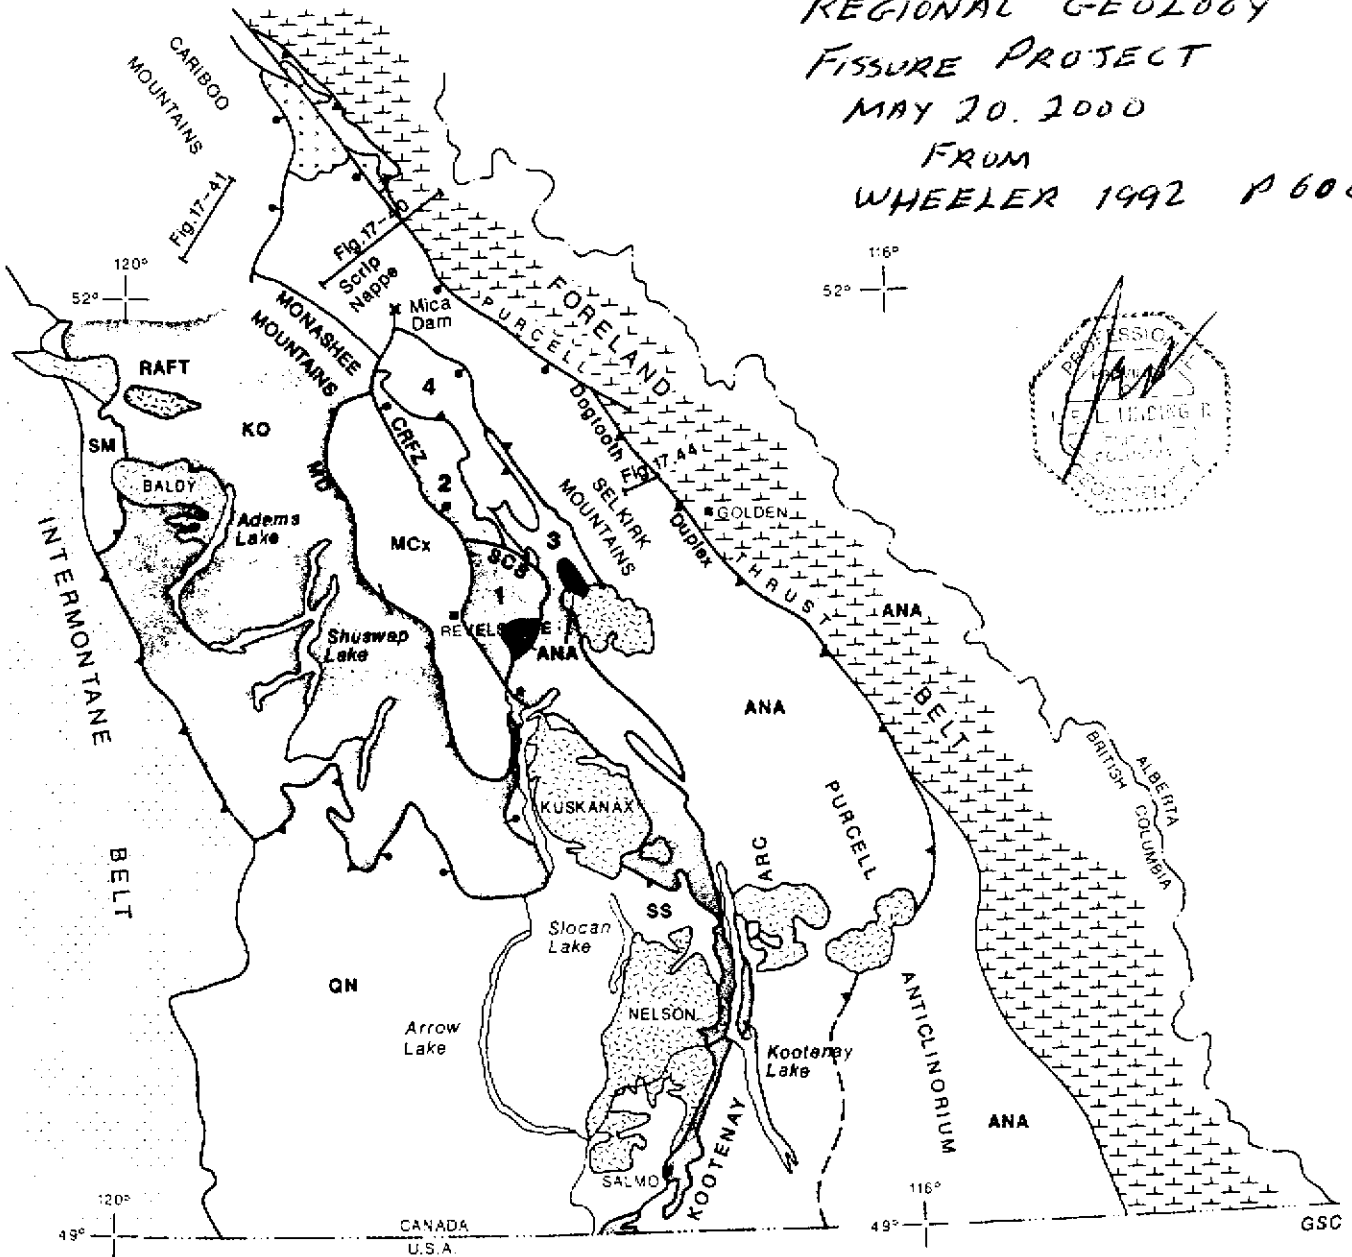 REGIONAL GEOLOGY
FISSURE PROJECT
MAY 20. 2000
FROM
WHEELER 1992 P 60
CARIBOO
MOUNTAINS
Fig.17-41
Fig.17-40
Scrip
Nappe
120°
52°
116°
52°
MONASHEE
MOUNTAINS
Mica
Dam
PURCELL
FORELAND
RAFT
4
Dogtooth
KO
SM
CRFZ
MD
2
Fig.17.44
SELKIRK
MOUNTAINS
BALDY
GOLDEN
Duplex
THRUST
INTERMONTANE
Adams
Lake
MCx
SCB
3
1
ANA
Shuswap
Lake
REVELS E
ANA
ANA
BELT
ALBERTA
BRITISH COLUMBIA
KUSKANAX
PURCELL
ARC
BELT
SS
Slocan
Lake
QN
NELSON
Arrow
Lake
Kootenay
Lake
ANTICLINORIUM
ANA
SALMO
KOOTENAY
120°
49°
116°
49°
CANADA
U.S.A.
GSC